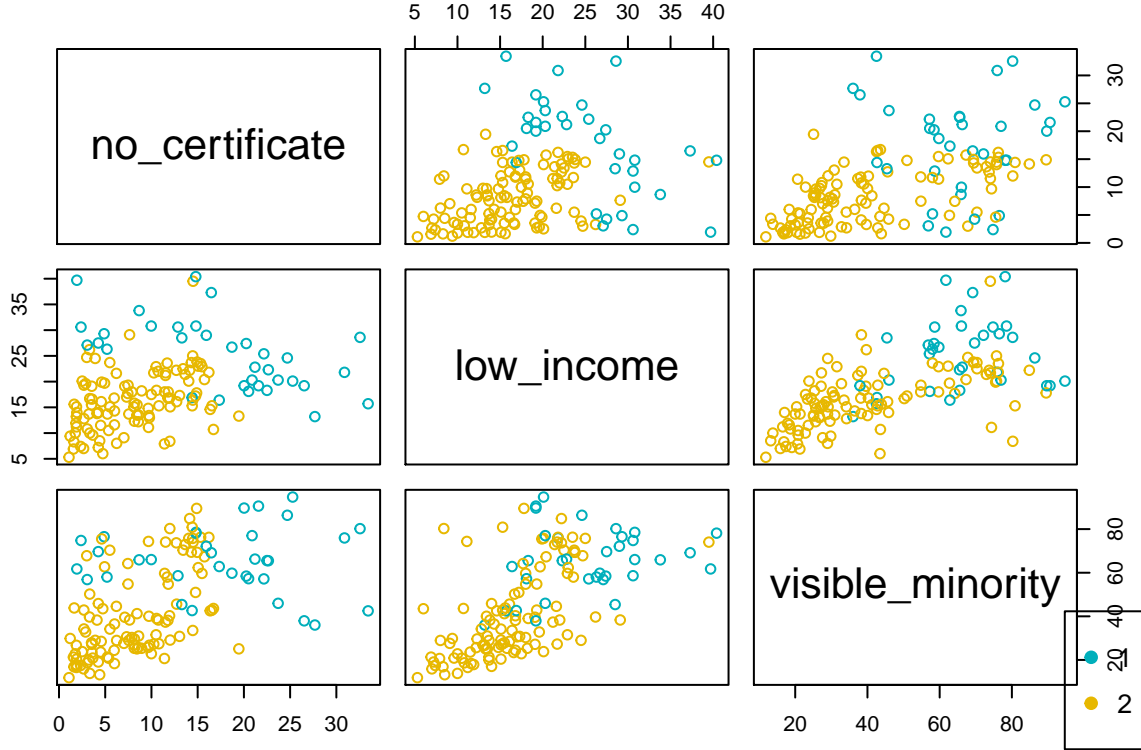 5 10 15 20 25 30 35 40
no_certificate
0 10 20 30
5 15 25 35
low_income
visible_minority
20 40 60 80
0 5 10 15 20 25 30
20 40 60 80
1
2